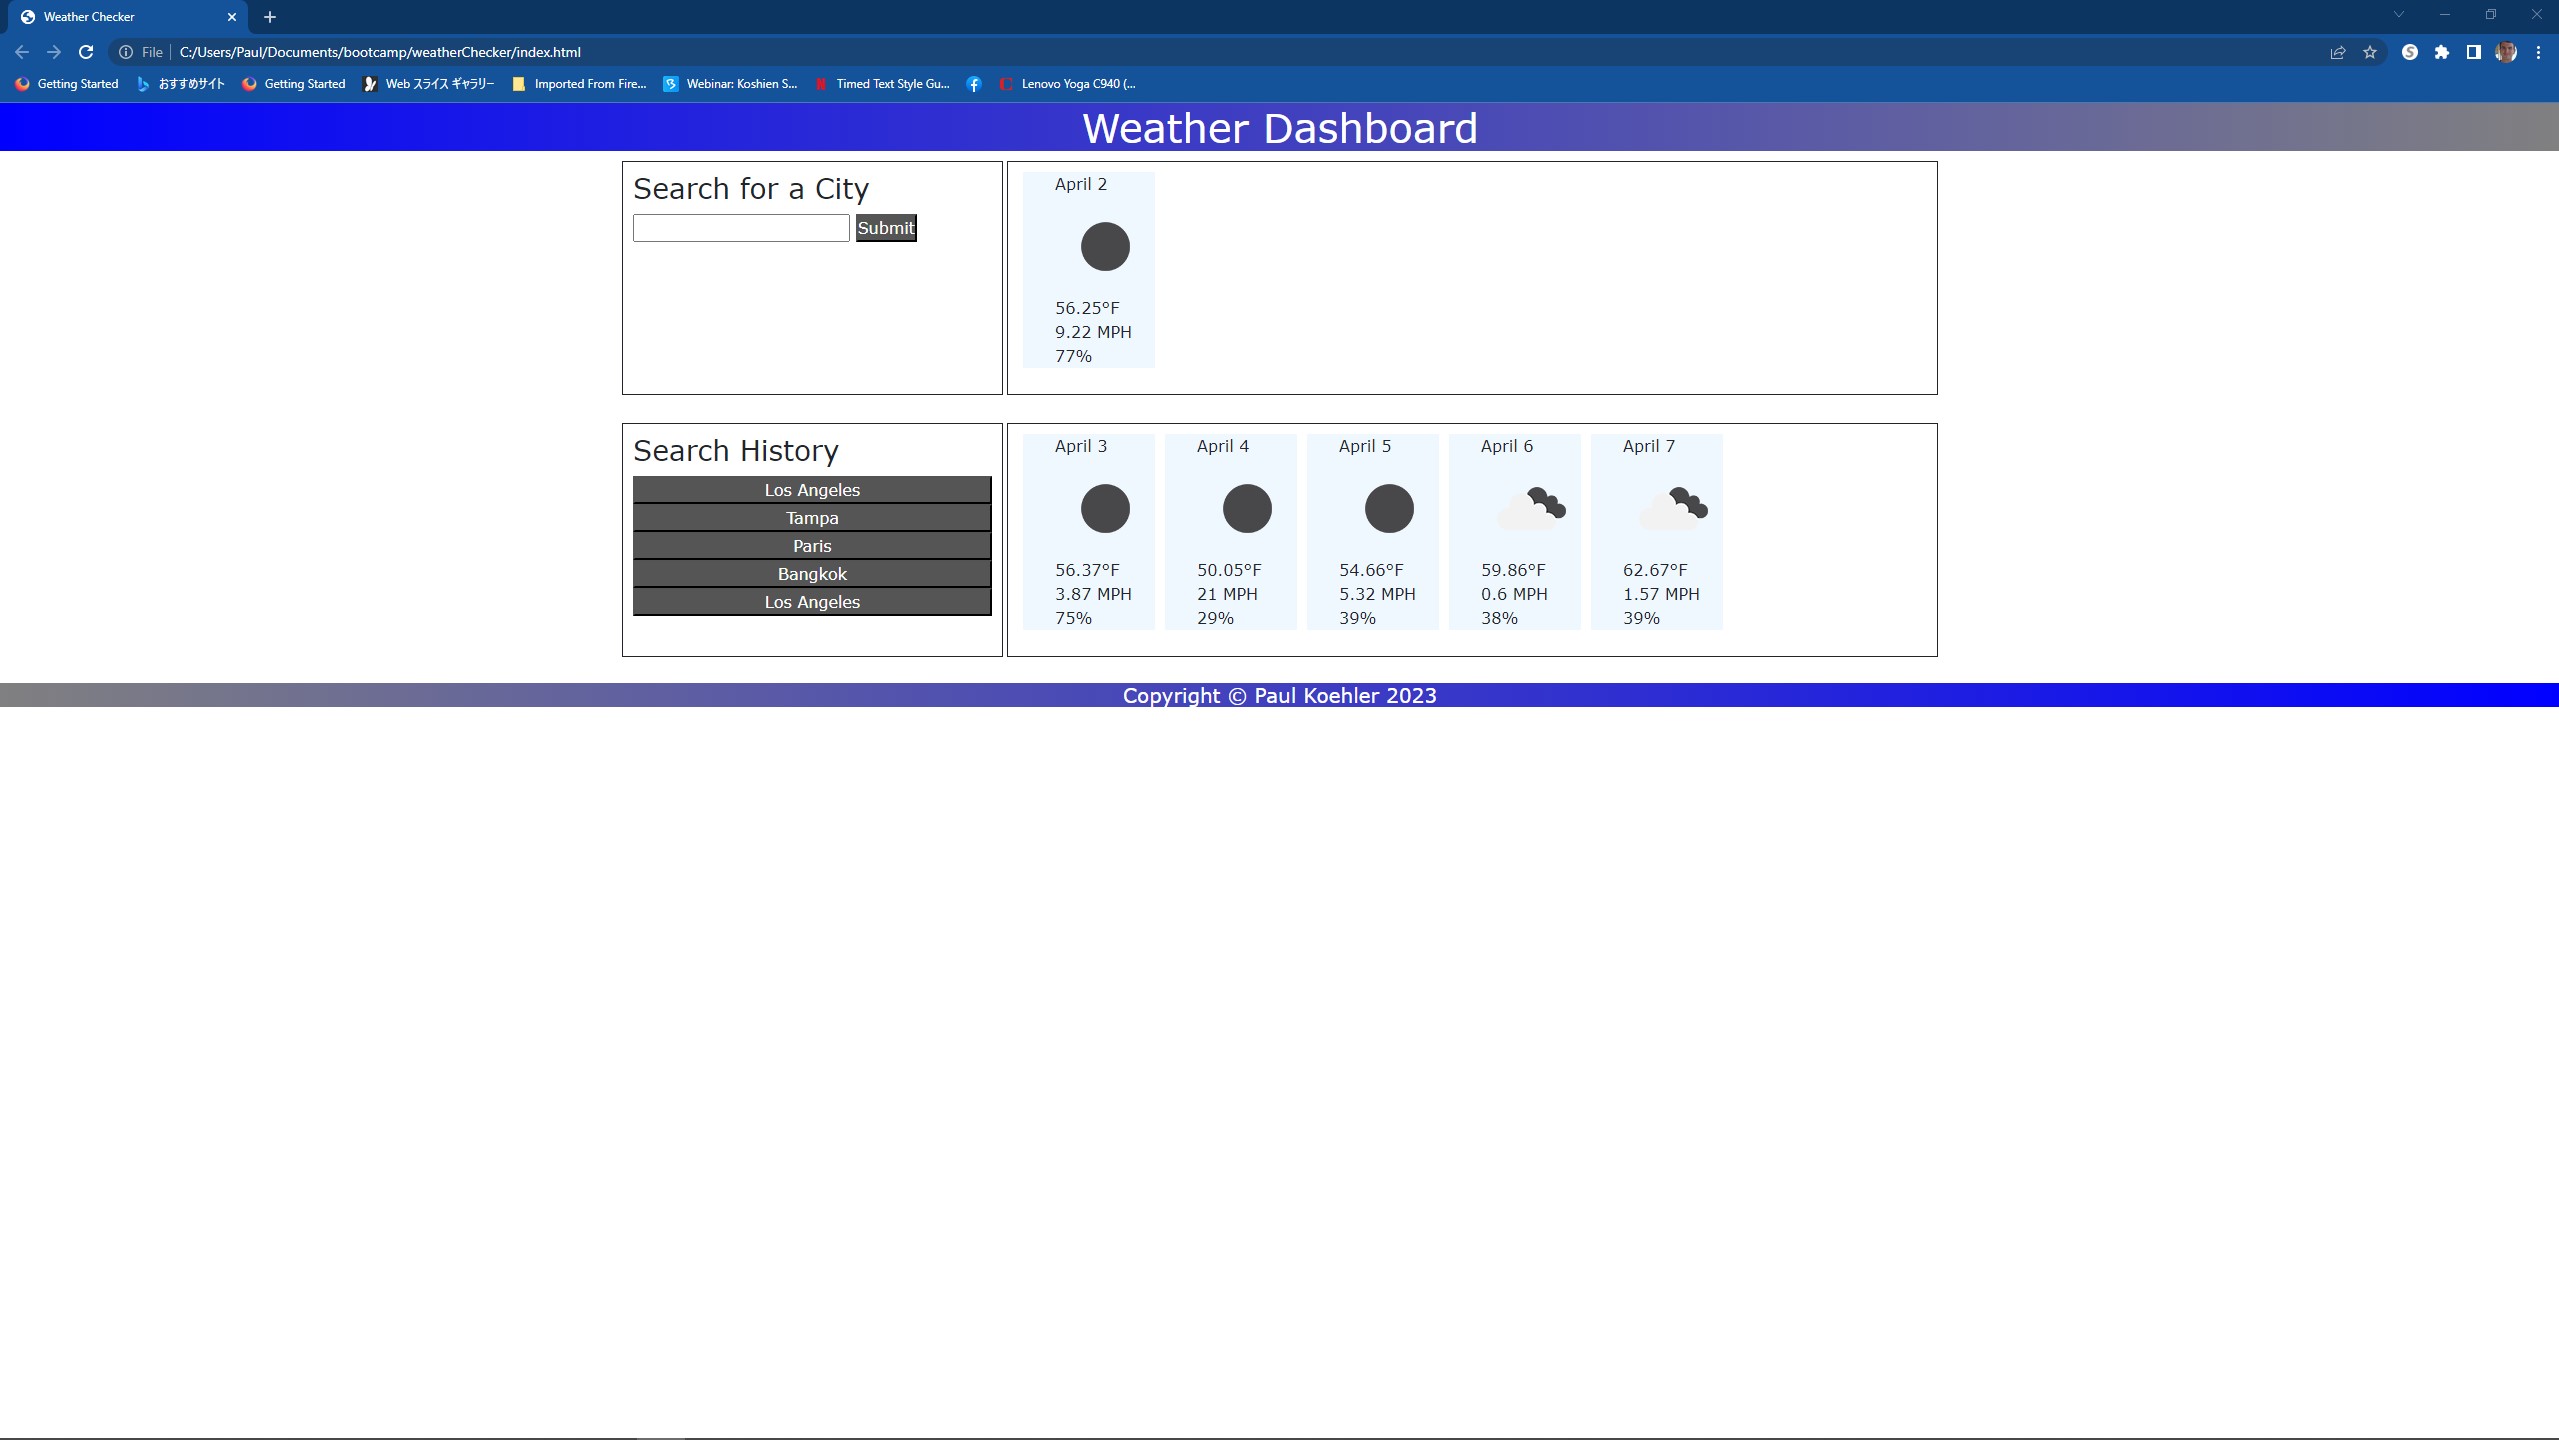 Weather Checker
File C:/Users/Paul/Documents/bootcamp/weatherChecker/index.html
Getting Started おすすめサイト Getting Started Web スライス ギャラリー Imported From Fire... Webinar: Koshien S... Timed Text Style Gu... Lenovo Yoga C940 (...
Weather Dashboard
Search for a City
Submit
April 2
56.25°F
9.22 MPH
77%
Search History
Los Angeles
Tampa
Paris
Bangkok
Los Angeles
April 3
56.37°F
3.87 MPH
75%
April 4
50.05°F
21 MPH
29%
April 5
54.66°F
5.32 MPH
39%
April 6
59.86°F
0.6 MPH
38%
April 7
62.67°F
1.57 MPH
39%
Copyright © Paul Koehler 2023